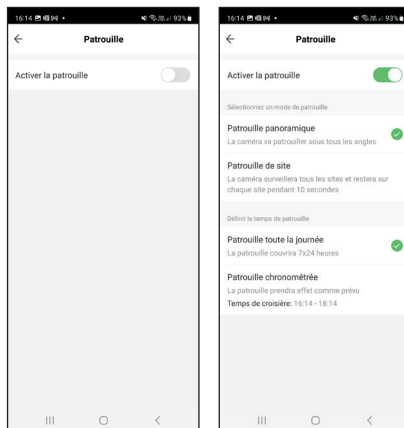 16:14
93%
Patrouille
Activer la patrouille
16:14
93%
Patrouille
Activer la patrouille
Sélectionnez un mode de patrouille
Patrouille panoramique
La caméra va patrouiller sous tous les angles
Patrouille de site
La caméra surveillera tous les sites et restera sur
chaque site pendant 10 secondes
Définir le temps de patrouille
Patrouille toute la journée
La patrouille couvrira 7x24 heures
Patrouille chronométrée
La patrouille prendra effet comme prévu
Temps de croisière: 16:14 - 18:14